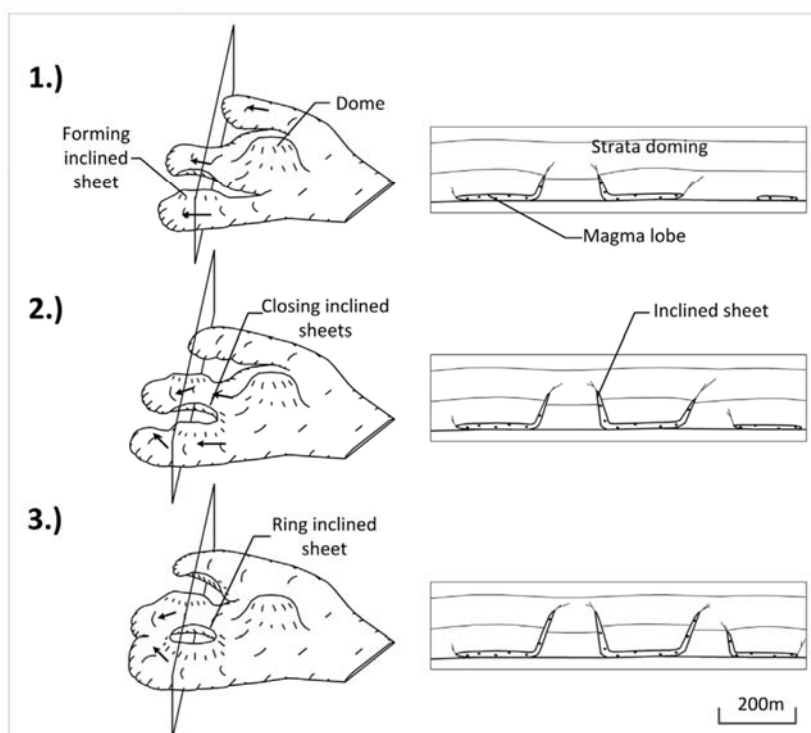 1.)
Dome
Forming
inclined
sheet
Strata doming
Magma lobe
2.)
Closing inclined
sheets
Inclined sheet
3.)
Ring inclined
sheet
200m